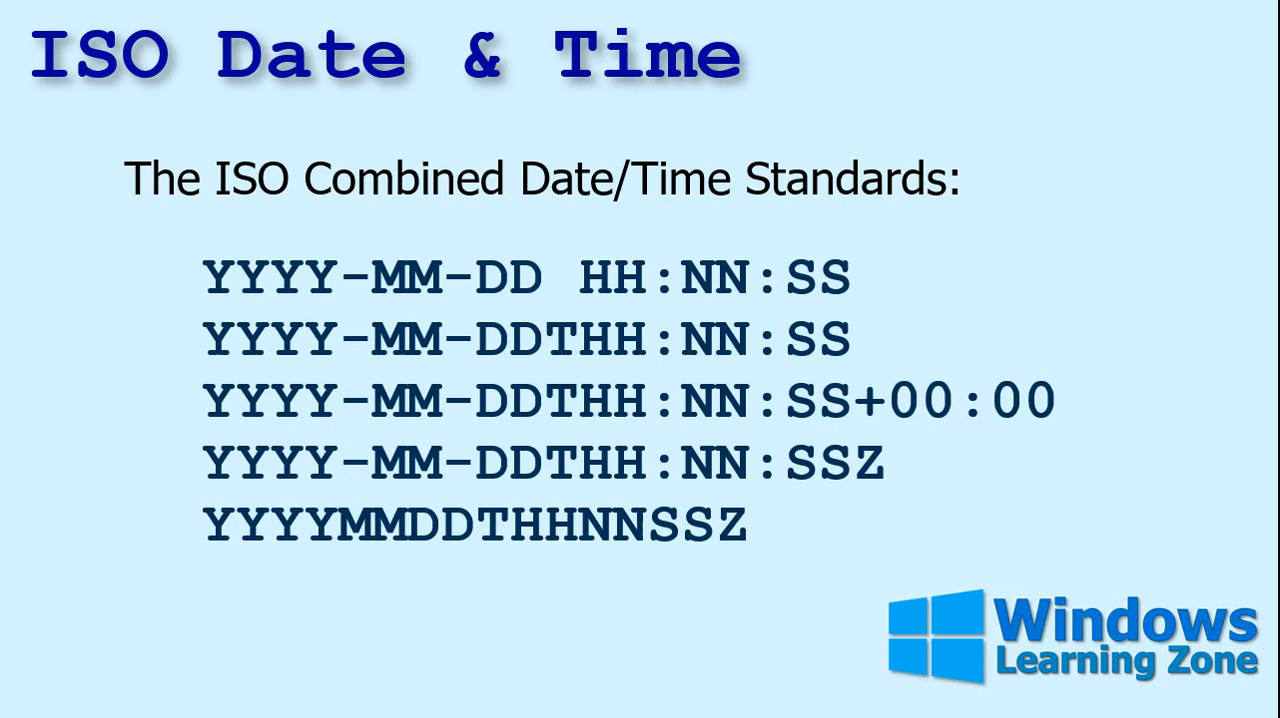 ISO Date & Time
The ISO Combined Date/Time Standards:
YYYY-MM-DD HH:NN:SS
YYYY-MM-DDTHH:NN:SS
YYYY-MM-DDTHH:NN:SS+00:00
YYYY-MM-DDTHH:NN:SSZ
YYYYMMDDTHHNNSSZ
Windows
Learning Zone